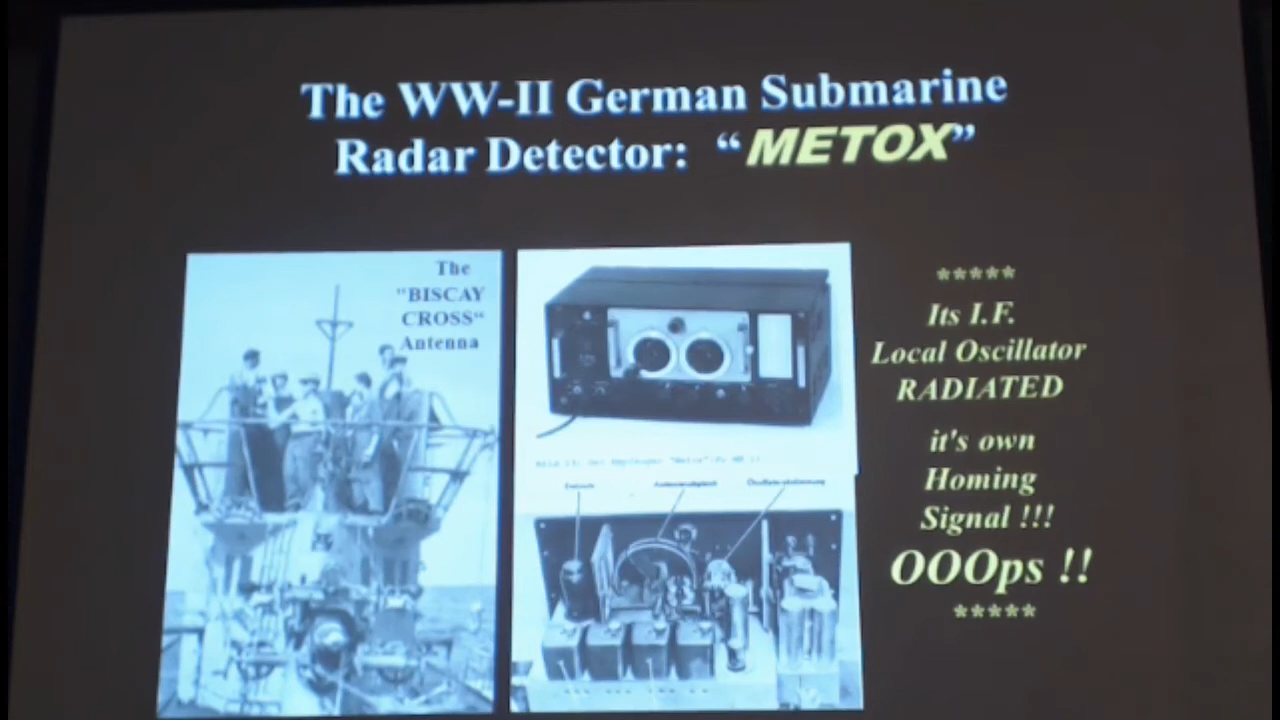 The WW-II German Submarine
Radar Detector: “METOX”
The
"BISCAY
CROSS“
Antenna
*****
Its I.F.
Local Oscillator
RADIATED
it's own
Homing
Signal !!!
OOOps !!
*****